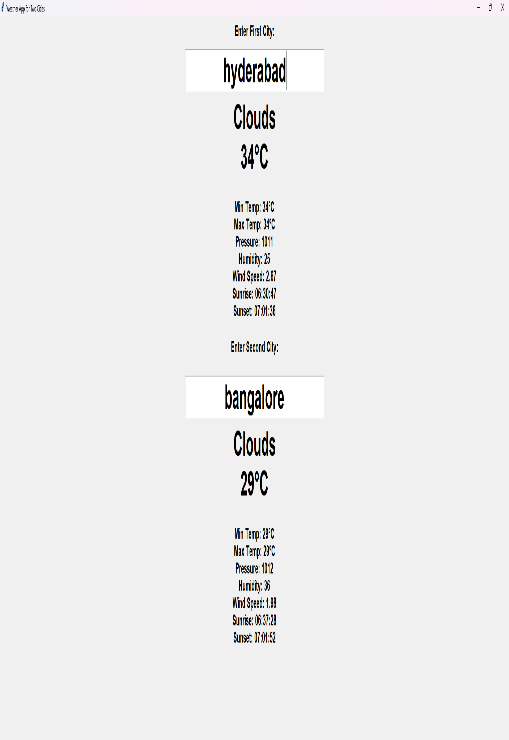 Weather App for Two Cities
Enter First City:
hyderabad
Clouds
34°C
Min Temp: 34°C
Max Temp: 34°C
Pressure: 1011
Humidity: 25
Wind Speed: 2.87
Sunrise: 06:30:47
Sunset: 07:01:36
Enter Second City:
bangalore
Clouds
29°C
Min Temp: 29°C
Max Temp: 29°C
Pressure: 1012
Humidity: 36
Wind Speed: 1.98
Sunrise: 06:37:28
Sunset: 07:01:52